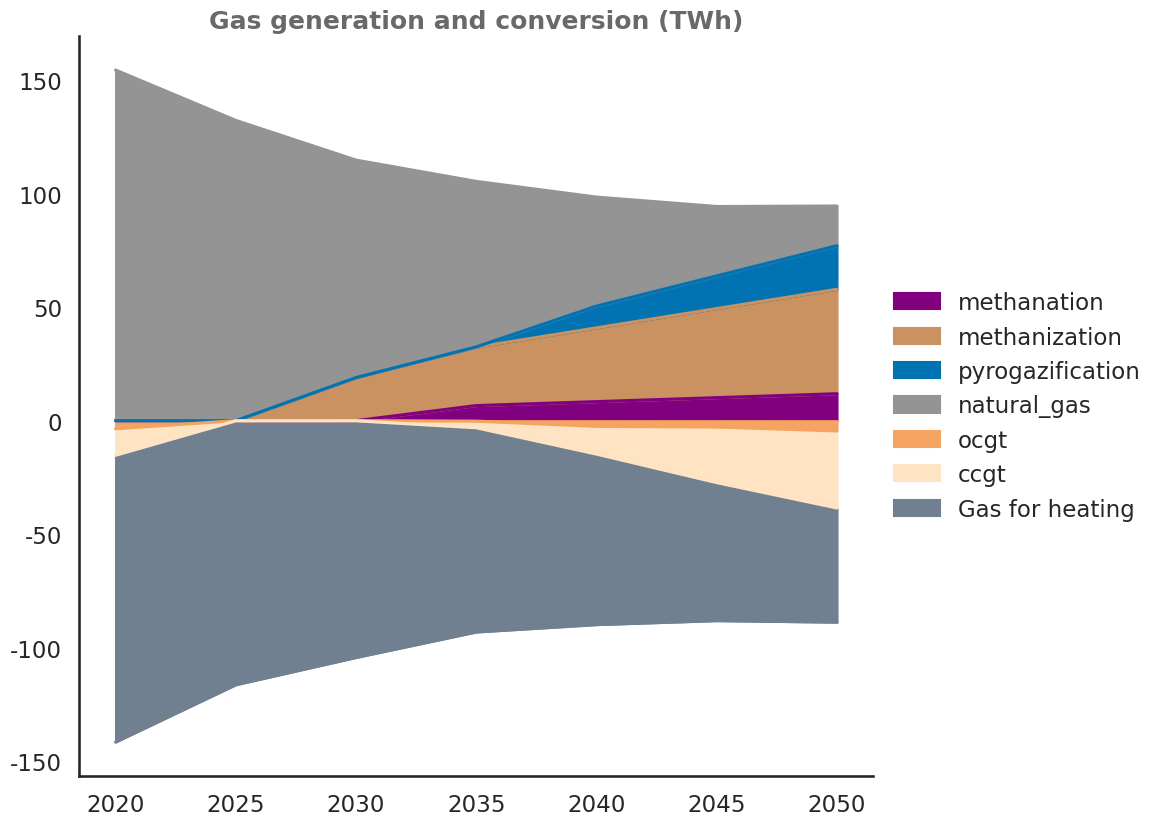 Gas generation and conversion (TWh)
150
100
50
0
-50
-100
-150
2020 2025 2030 2035 2040 2045 2050
methanation
methanization
pyrogazification
natural_gas
ocgt
ccgt
Gas for heating